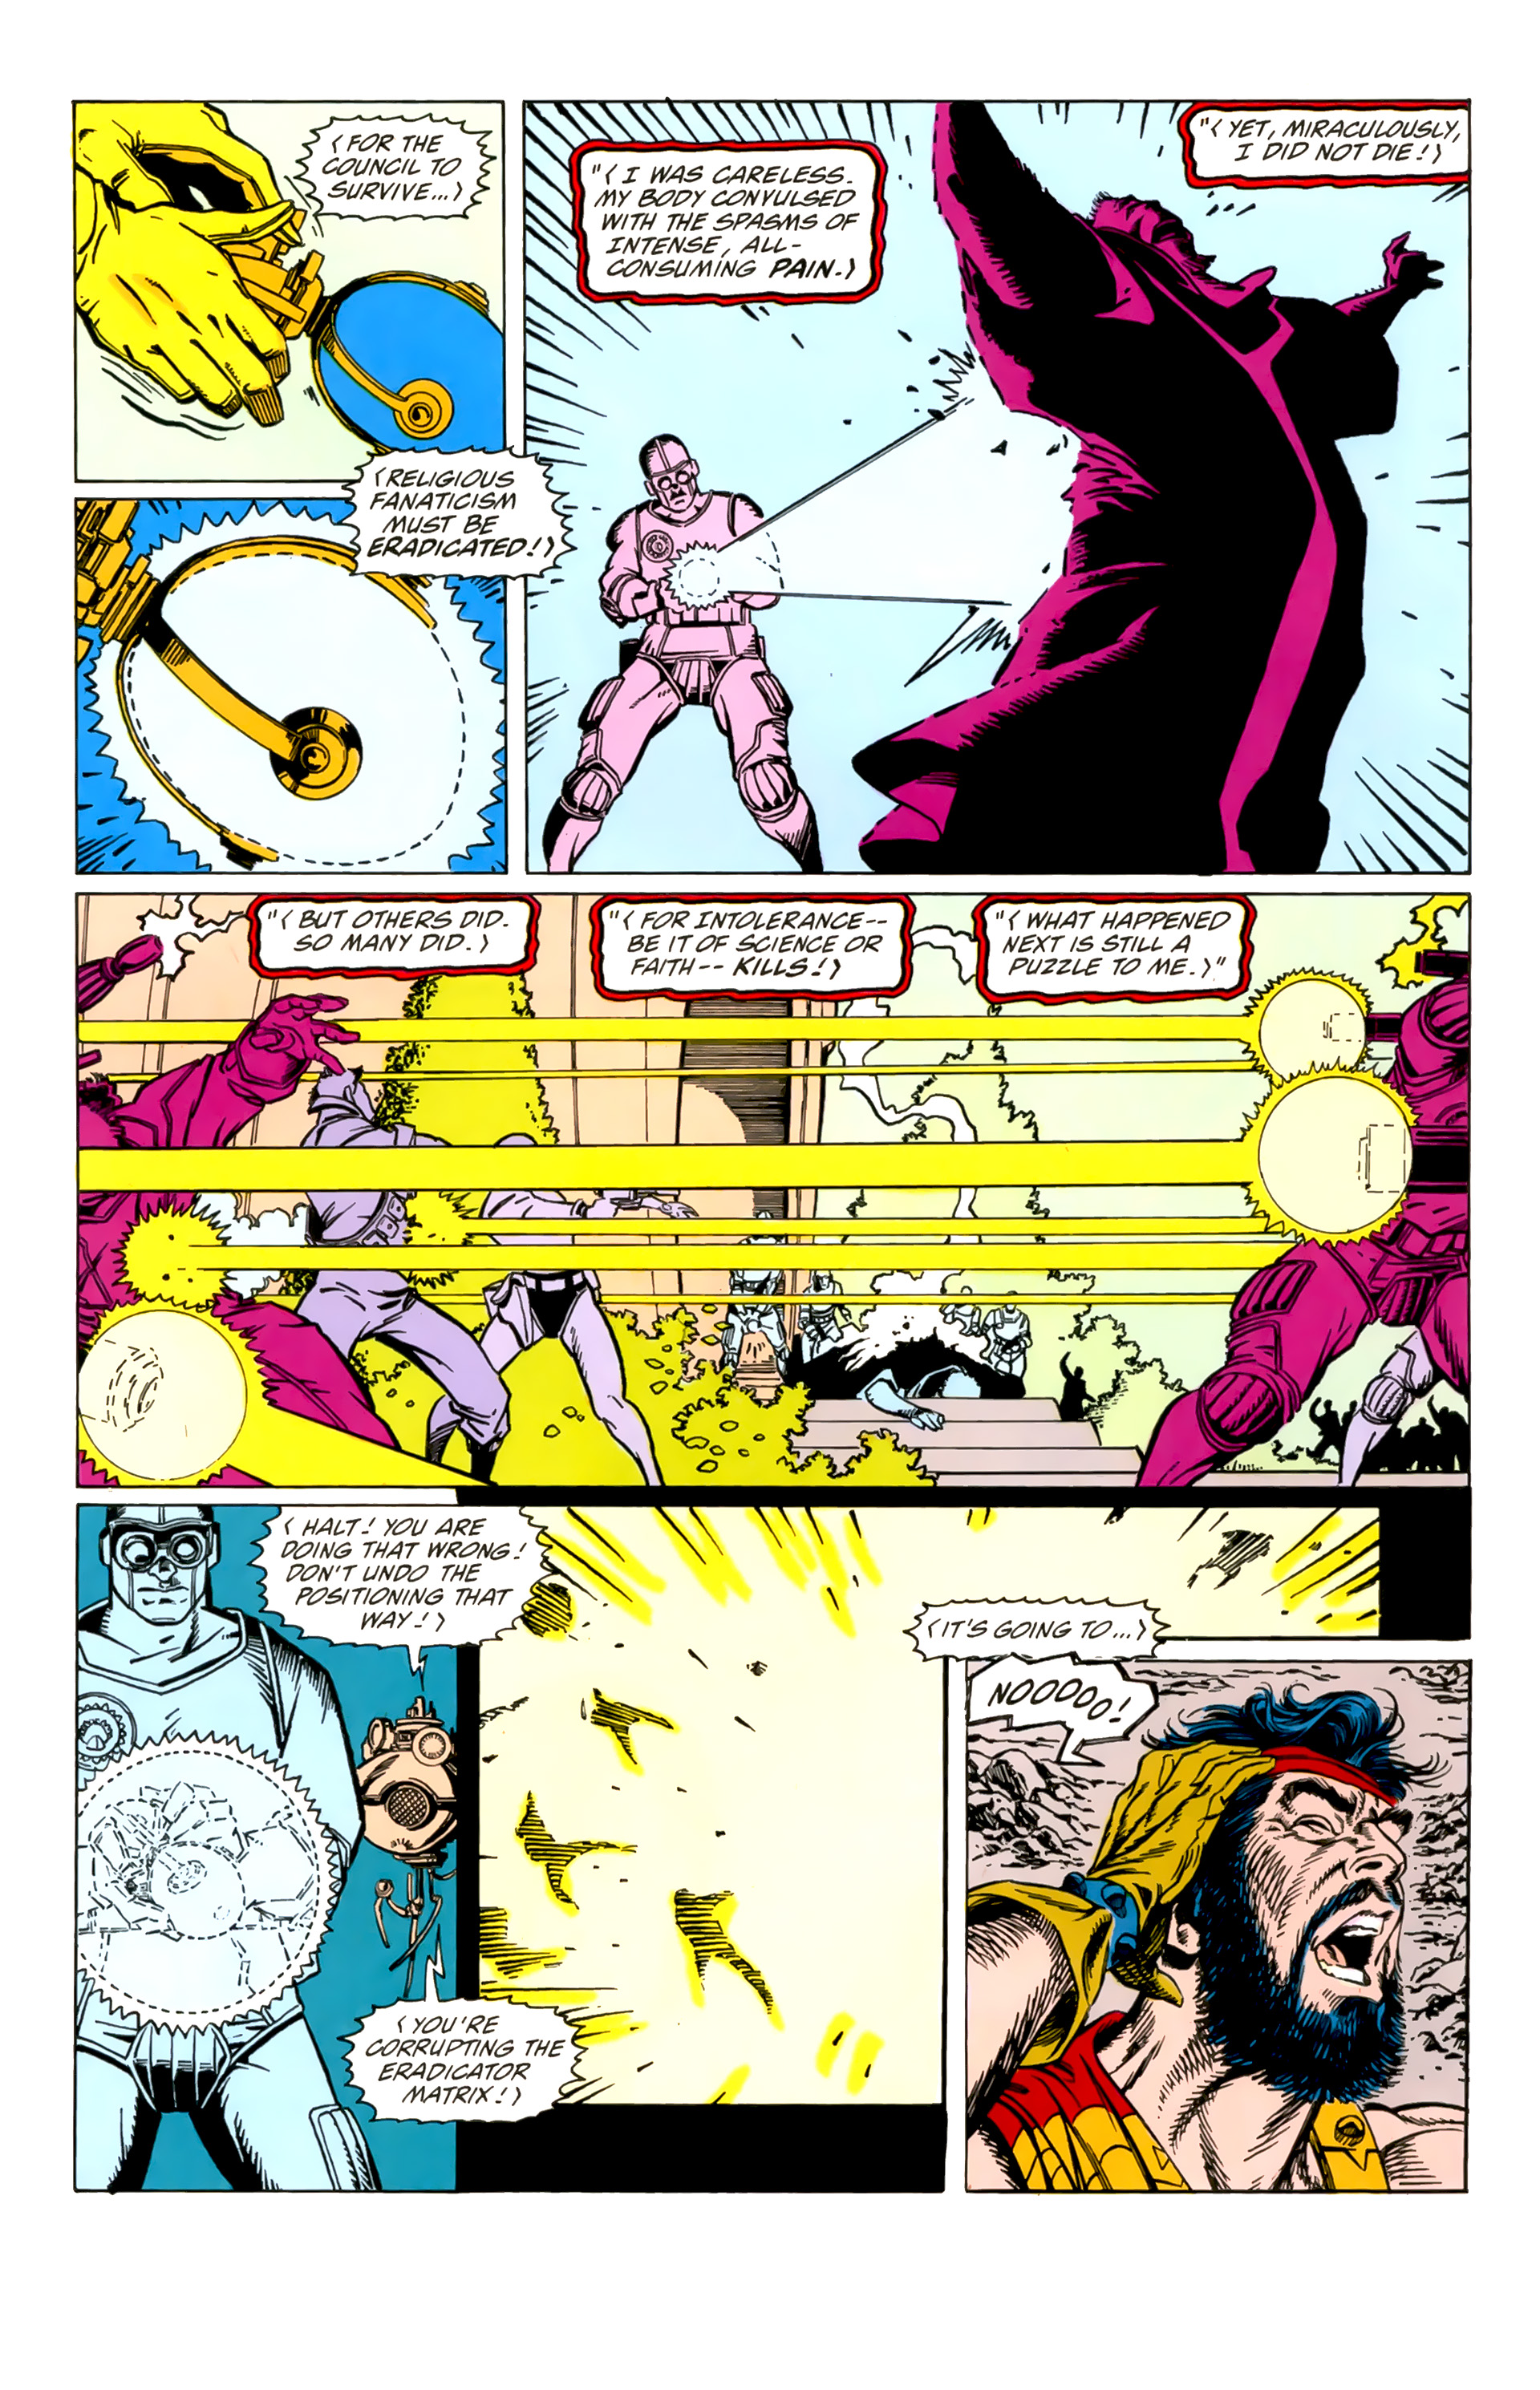 〈FOR THE
COUNCIL TO
SURVIVE...〉
〈RELIGIOUS
FANATICISM
MUST BE
ERADICATED!〉
"〈I WAS CARELESS.
MY BODY CONVULSED
WITH THE SPASMS OF
INTENSE, ALL-
CONSUMING PAIN.〉
"〈YET, MIRACULOUSLY,
I DID NOT DIE!〉
"〈BUT OTHERS DID.
SO MANY DID.〉
"〈FOR INTOLERANCE--
BE IT OF SCIENCE OR
FAITH-- KILLS!〉
"〈WHAT HAPPENED
NEXT IS STILL A
PUZZLE TO ME.〉"
〈HALT! YOU ARE
DOING THAT WRONG!
DON'T UNDO THE
POSITIONING THAT
WAY!〉
〈YOU'RE
CORRUPTING THE
ERADICATOR
MATRIX!〉
〈IT'S GOING TO...〉
NOOOOO!